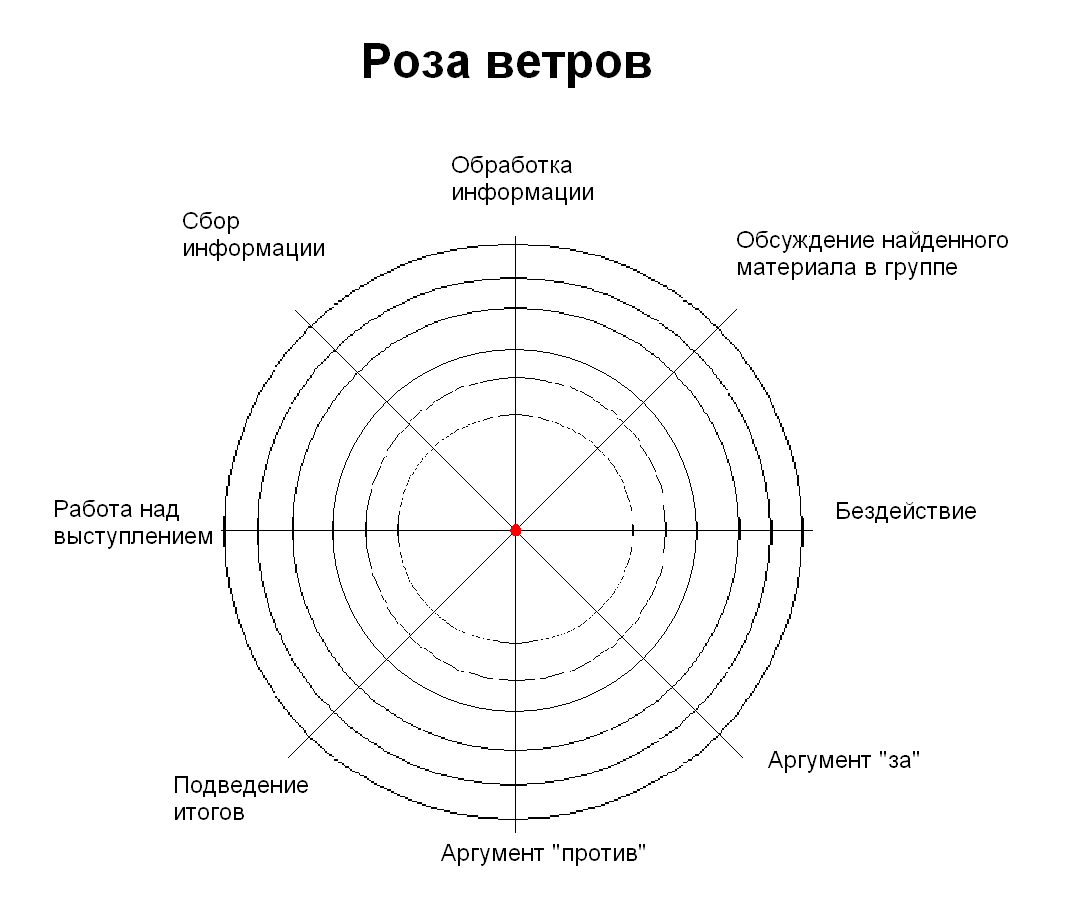 Роза ветров
Обработка
информации
Сбор
информации
Обсуждение найденного
материала в группе
Работа над
выступлением
Бездействие
Аргумент "за"
Подведение
итогов
Аргумент "против"